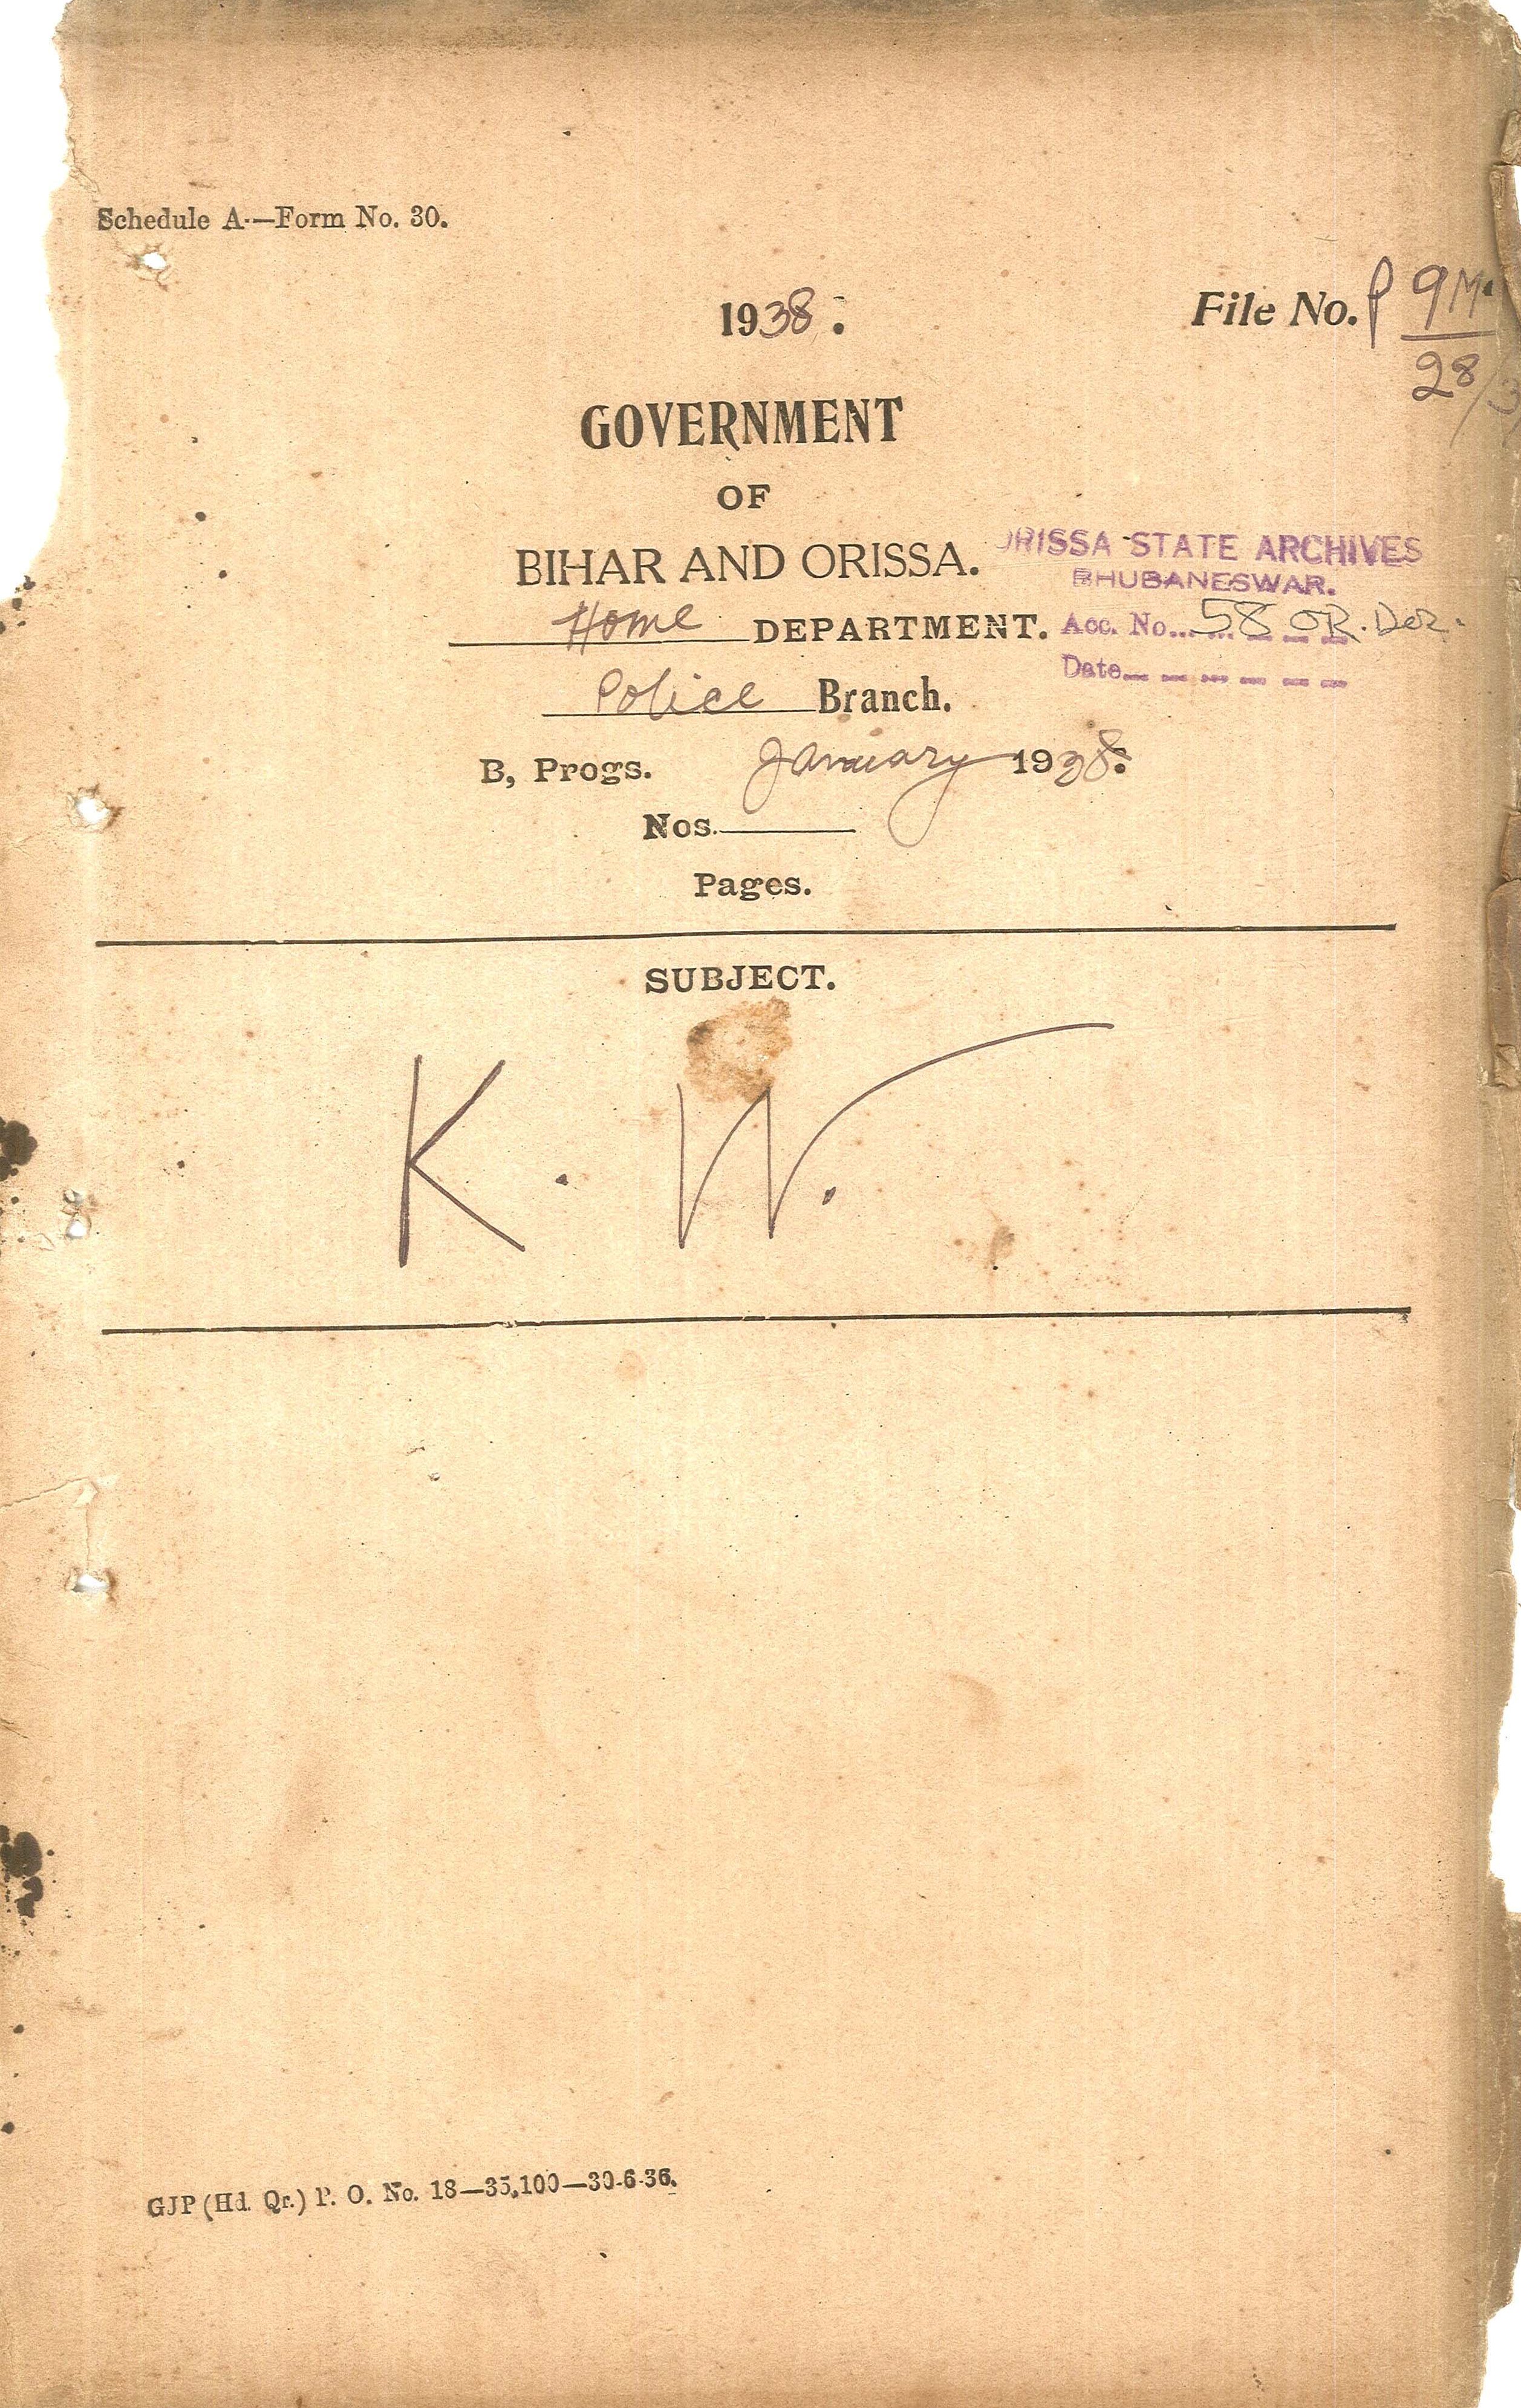 Schedule A.—Form No. 30.
1938.
File No. P 9M.
28/3
GOVERNMENT
OF
BIHAR AND ORISSA.
ORISSA STATE ARCHIVES
BHUBANESWAR.
Home DEPARTMENT.
Acc. No... 58 OR. Dez.
Date
Police Branch.
B, Progs. January 1938.
Nos.
Pages.
SUBJECT.
K. W.
GJP (Hd. Qr.) P. O. No. 18—35,100—30-6-36.